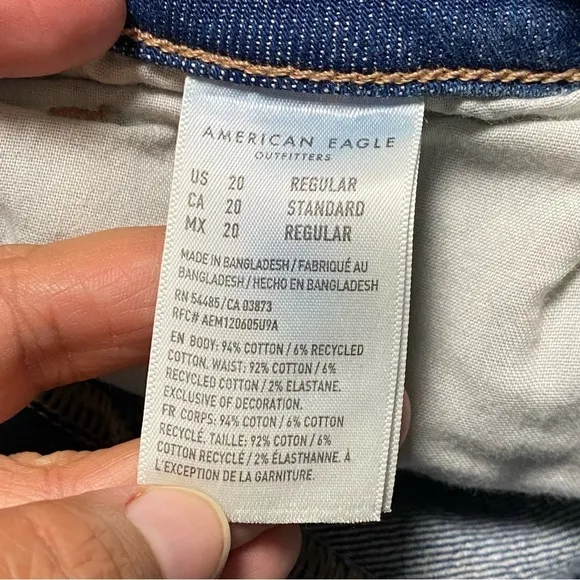 AMERICAN EAGLE
OUTFITTERS
US 20 REGULAR
CA 20 STANDARD
MX 20 REGULAR
MADE IN BANGLADESH / FABRIQUÉ AU
BANGLADESH / HECHO EN BANGLADESH
RN 54485 / CA 03873
RFC# AEM120605U9A
EN BODY: 94% COTTON / 6% RECYCLED
COTTON. WAIST: 92% COTTON / 6%
RECYCLED COTTON / 2% ELASTANE.
EXCLUSIVE OF DECORATION.
FR CORPS: 94% COTON / 6% COTON
RECYCLÉ. TAILLE: 92% COTON / 6%
COTTON RECYCLÉ / 2% ÉLASTHANNE. À
L'EXCEPTION DE LA GARNITURE.